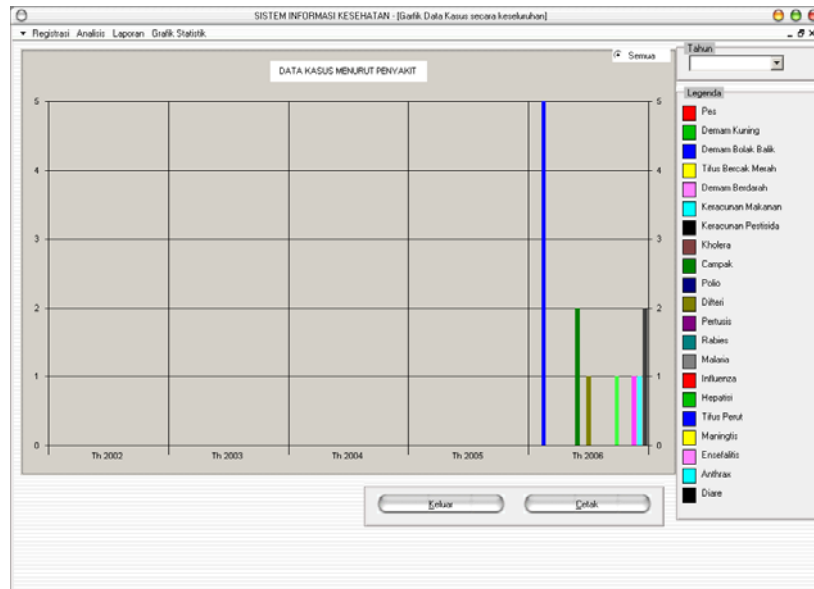 SISTEM INFORMASI KESEHATAN - [Garfik Data Kasus secara keseluruhan]
Registrasi Analisis Laporan Grafik Statistik
Semua
DATA KASUS MENURUT PENYAKIT
5 5
4 4
3 3
2 2
1 1
0 0
Th 2002 Th 2003 Th 2004 Th 2005 Th 2006
Tahun
Legenda
Pes
Demam Kuning
Demam Bolak Balik
Tifus Bercak Merah
Demam Berdarah
Keracunan Makanan
Keracunan Pestisida
Kholera
Campak
Polio
Difteri
Pertusis
Rabies
Malaria
Influenza
Hepatisi
Tifus Perut
Maningtis
Ensefalitis
Anthrax
Diare
Keluar Cetak